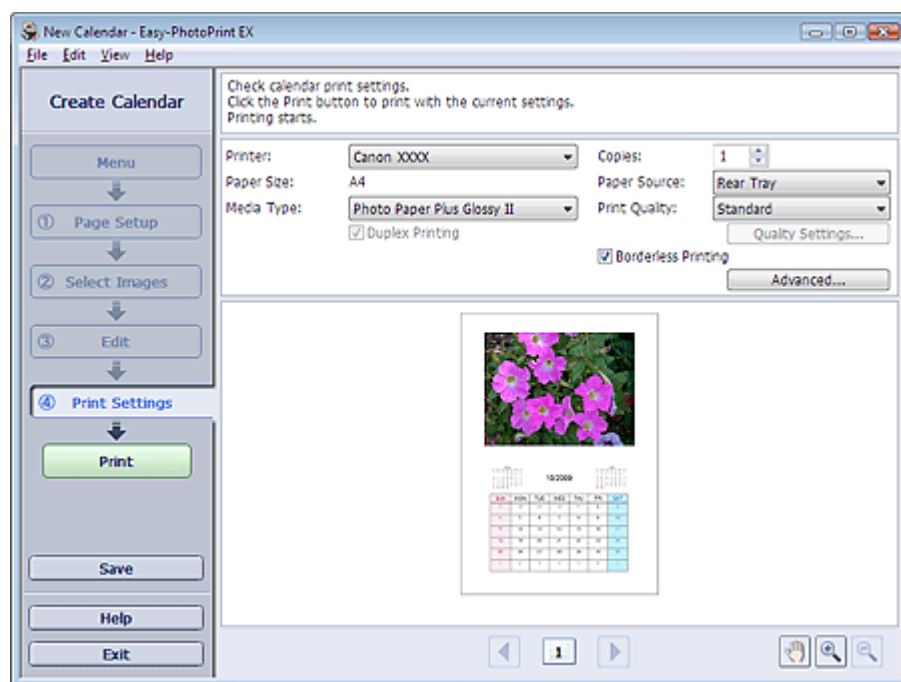 New Calendar - Easy-PhotoPrint EX
File Edit View Help
Create Calendar
Menu
① Page Setup
② Select Images
③ Edit
④ Print Settings
Print
Save
Help
Exit
Check calendar print settings.
Click the Print button to print with the current settings.
Printing starts.
Printer: Canon XXXX
Copies: 1
Paper Size: A4
Paper Source: Rear Tray
Media Type: Photo Paper Plus Glossy II
Print Quality: Standard
Duplex Printing
Quality Settings...
Borderless Printing
Advanced...
10/2009
SUN MON TUE WED THU FRI SAT
1